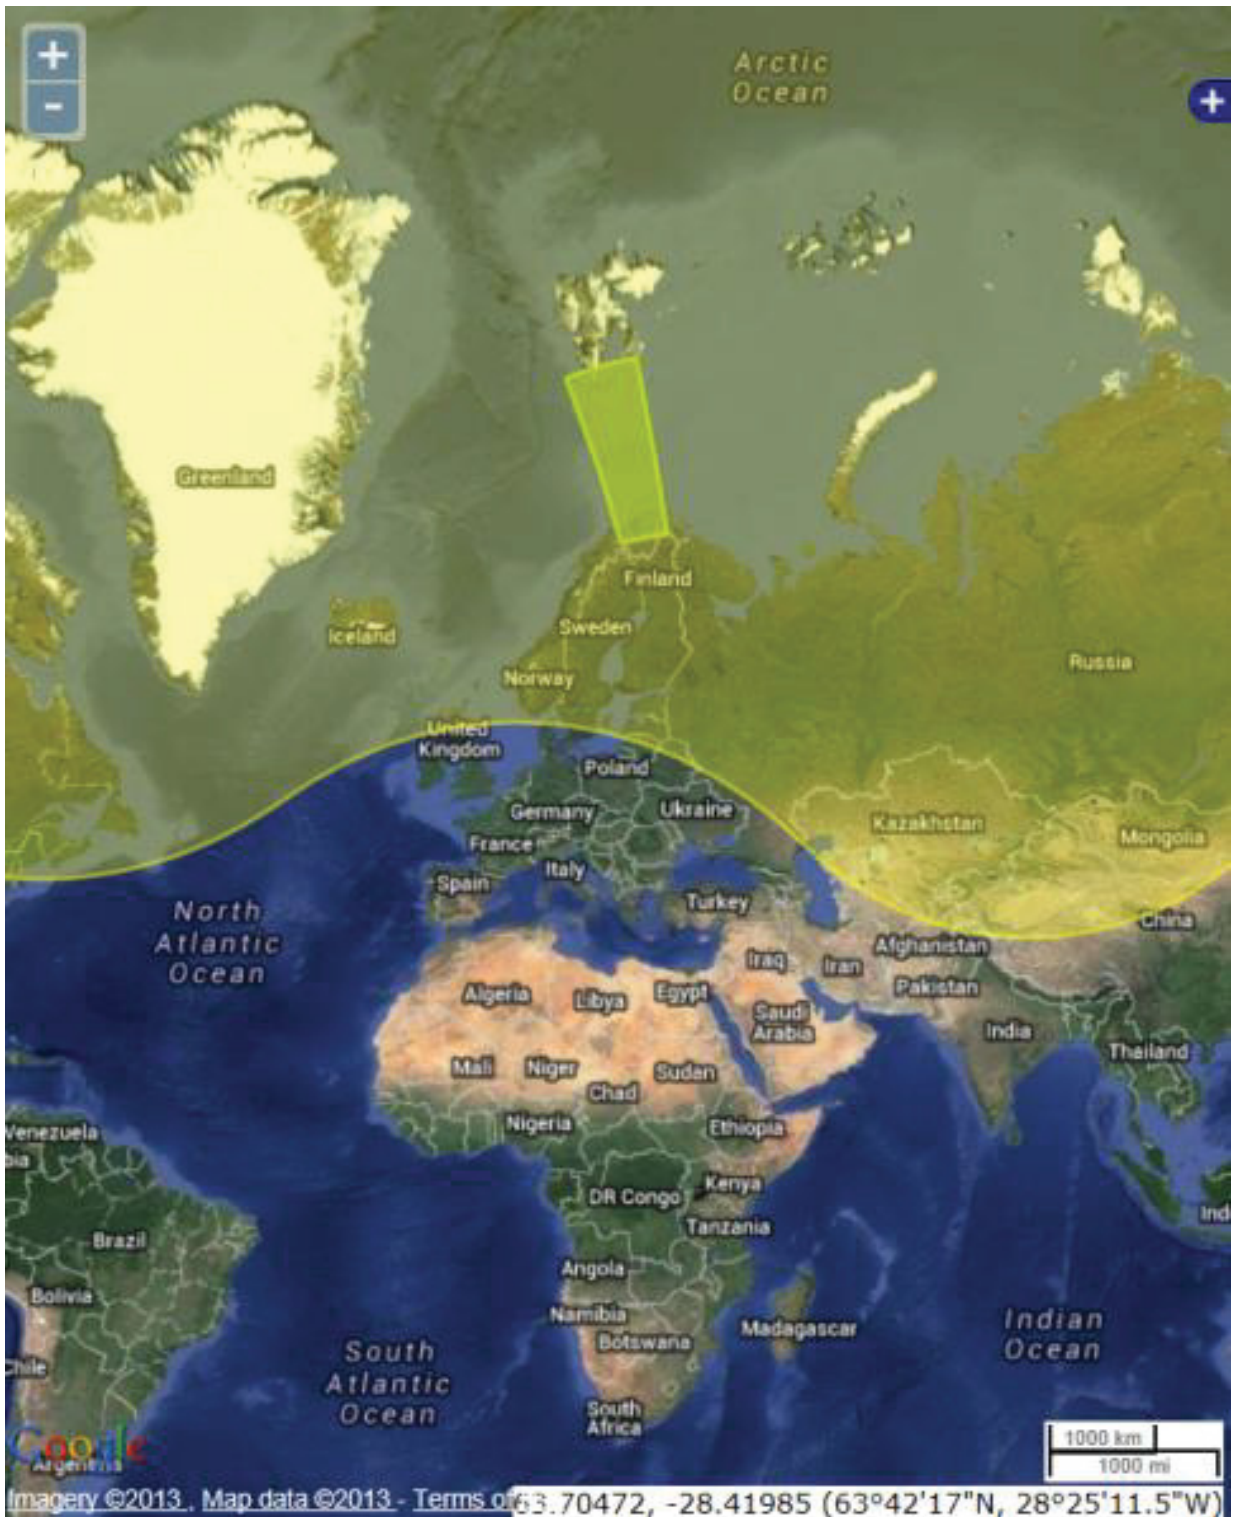 +
-
Arctic
Ocean
+
Greenland
Finland
Iceland
Sweden
Russia
Norway
United
Kingdom
Poland
Germany
Ukraine
Kazakhstan
France
Mongolia
Italy
Spain
Turkey
North
Atlantic
Ocean
China
Afghanistan
Iraq
Iran
Pakistan
Algeria
Libya
Egypt
Saudi
Arabia
India
Thailand
Mali
Niger
Sudan
Chad
Nigeria
Ethiopia
Venezuela
bia
DR Congo
Kenya
Ind
Tanzania
Brazil
Angola
Bolivia
Namibia
Botswana
Madagascar
Indian
Ocean
South
Atlantic
Ocean
Chile
South
Africa
Google
Argentina
1000 km
1000 mi
Imagery ©2013 , Map data ©2013 - Terms of
63.70472, -28.41985 (63°42'17"N, 28°25'11.5"W)